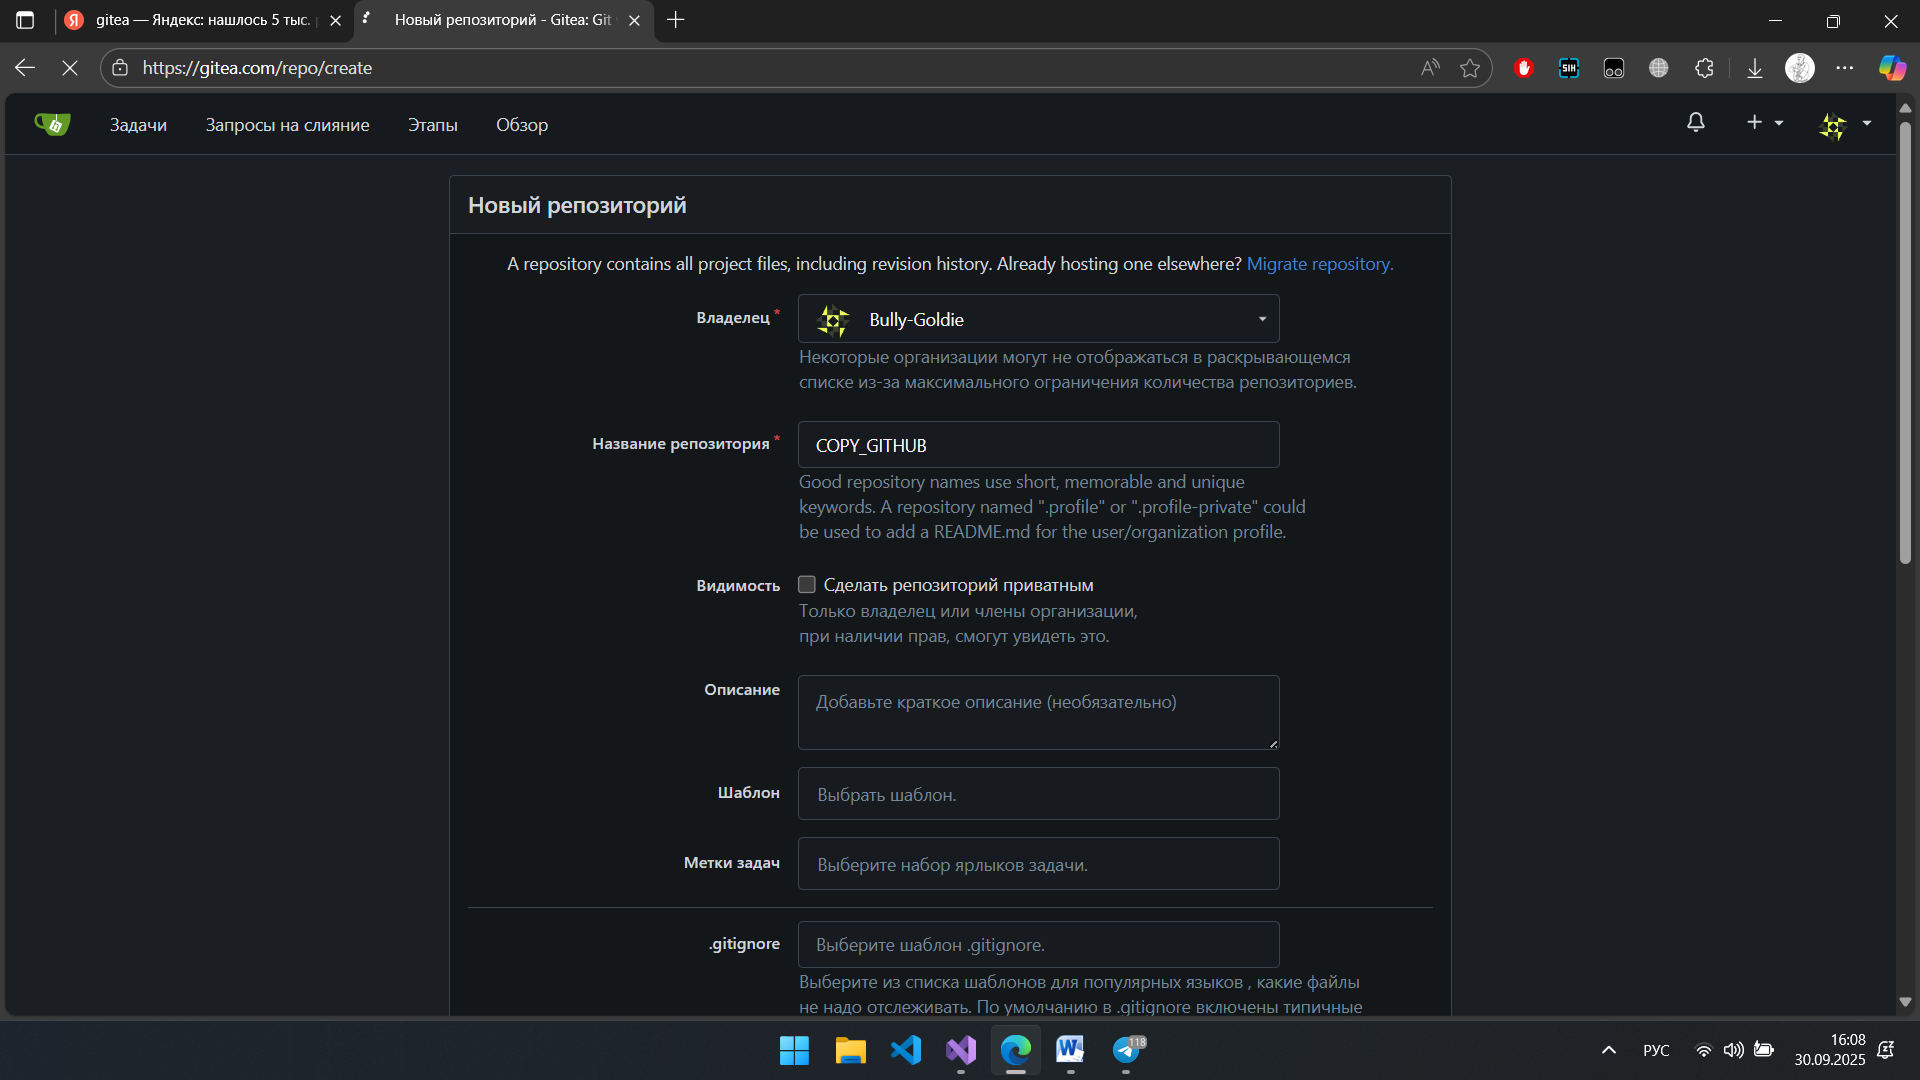 gitea — Яндекс: нашлось 5 тыс.
Новый репозиторий - Gitea: Git
https://gitea.com/repo/create
SIH
Задачи
Запросы на слияние
Этапы
Обзор
Новый репозиторий
A repository contains all project files, including revision history. Already hosting one elsewhere? Migrate repository.
Владелец *
Bully-Goldie
Некоторые организации могут не отображаться в раскрывающемся
списке из-за максимального ограничения количества репозиториев.
Название репозитория *
COPY_GITHUB
Good repository names use short, memorable and unique
keywords. A repository named ".profile" or ".profile-private" could
be used to add a README.md for the user/organization profile.
Видимость
Сделать репозиторий приватным
Только владелец или члены организации,
при наличии прав, смогут увидеть это.
Описание
Добавьте краткое описание (необязательно)
Шаблон
Выбрать шаблон.
Метки задач
Выберите набор ярлыков задачи.
.gitignore
Выберите шаблон .gitignore.
Выберите из списка шаблонов для популярных языков , какие файлы
не надо отслеживать. По умолчанию в .gitignore включены типичные
118
РУС
16:08
30.09.2025